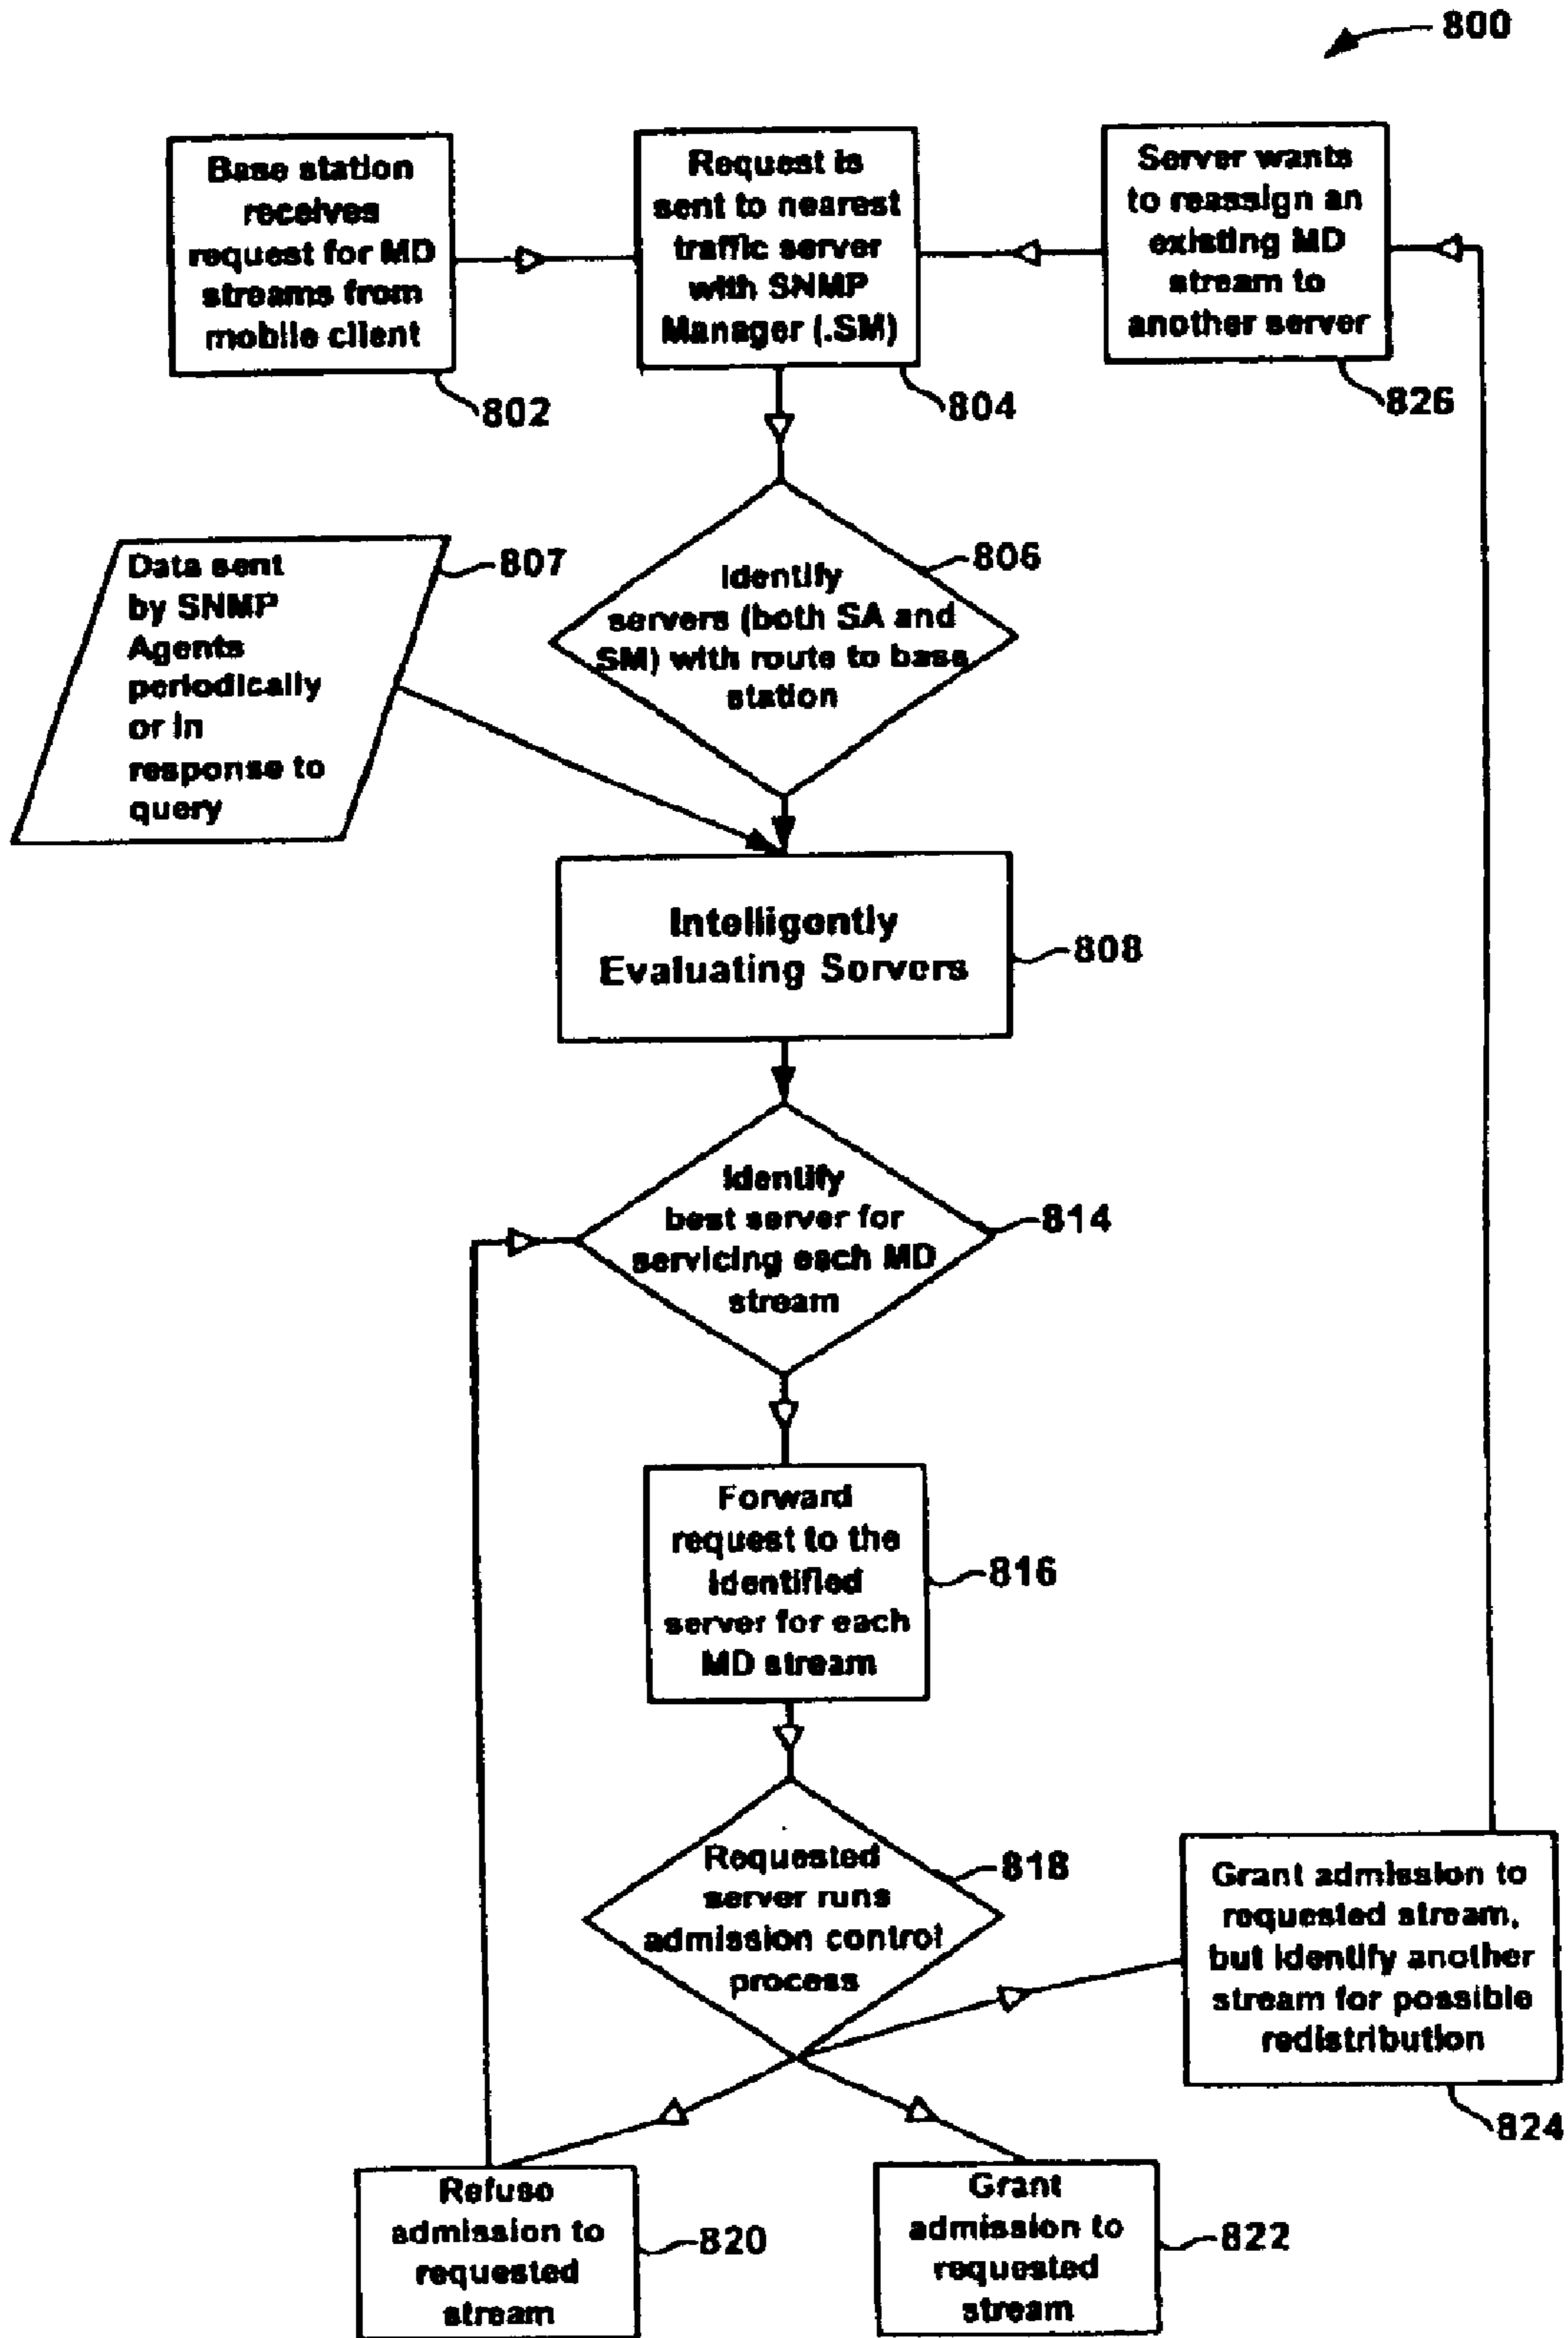 800
Base station
receives
request for MD
streams from
mobile client
802
Request is
sent to nearest
traffic server
with SNMP
Manager (.SM)
804
Server wants
to reassign an
existing MD
stream to
another server
826
Data sent
by SNMP
Agents
periodically
or in
response to
query
807
Identify
servers (both SA and
SM) with route to base
station
806
Intelligently
Evaluating Servers
808
Identify
best server for
servicing each MD
stream
814
Forward
request to the
identified
server for each
MD stream
816
Requested
server runs
admission control
process
818
Grant admission to
requested stream,
but identify another
stream for possible
redistribution
824
Refuse
admission to
requested
stream
820
Grant
admission to
requested
stream
822